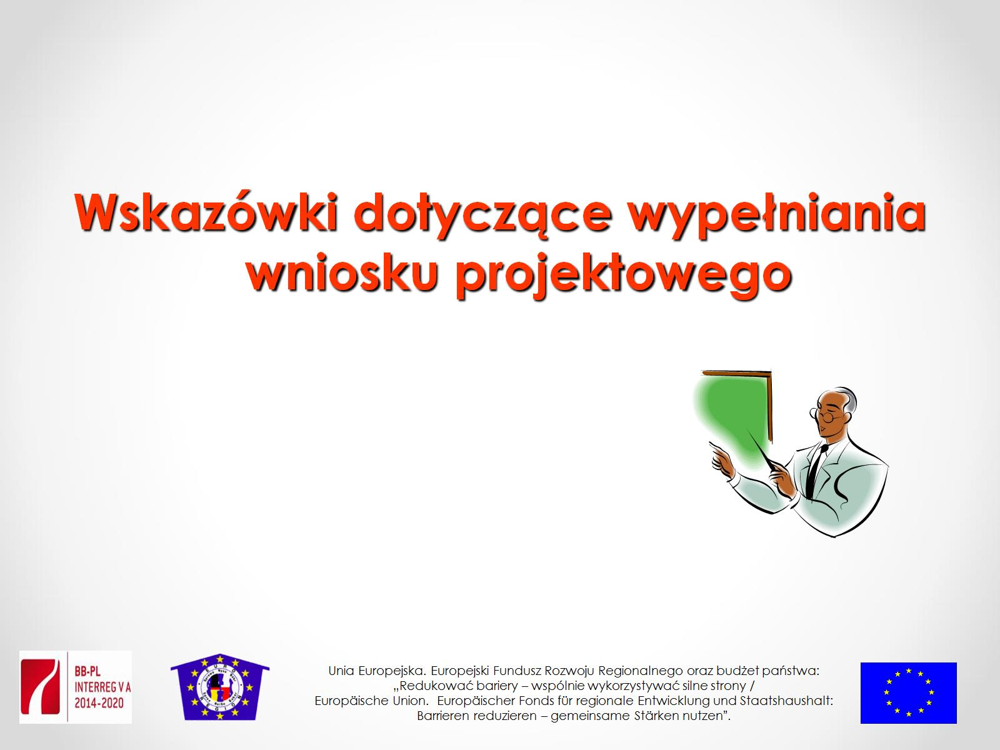 Wskazówki dotyczące wypełniania
wniosku projektowego
BB-PL
INTERREG V A
2014-2020
EURO
REGION
Unia Europejska. Europejski Fundusz Rozwoju Regionalnego oraz budżet państwa:
„Redukować bariery – wspólnie wykorzystywać silne strony /
Europäische Union. Europäischer Fonds für regionale Entwicklung und Staatshaushalt:
Barrieren reduzieren – gemeinsame Stärken nutzen”.